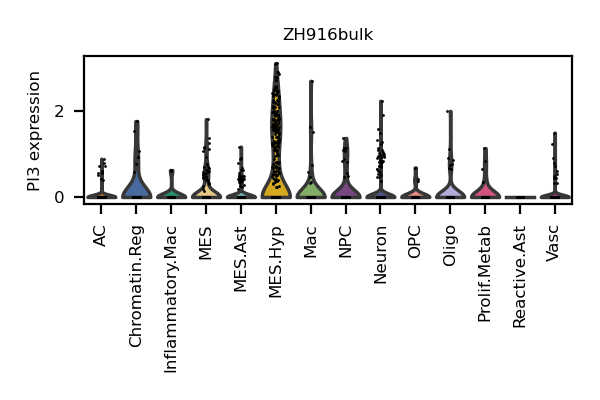 ZH916bulk
PI3 expression
2
0
AC
Chromatin.Reg
Inflammatory.Mac
MES
MES.Ast
MES.Hyp
Mac
NPC
Neuron
OPC
Oligo
Prolif.Metab
Reactive.Ast
Vasc